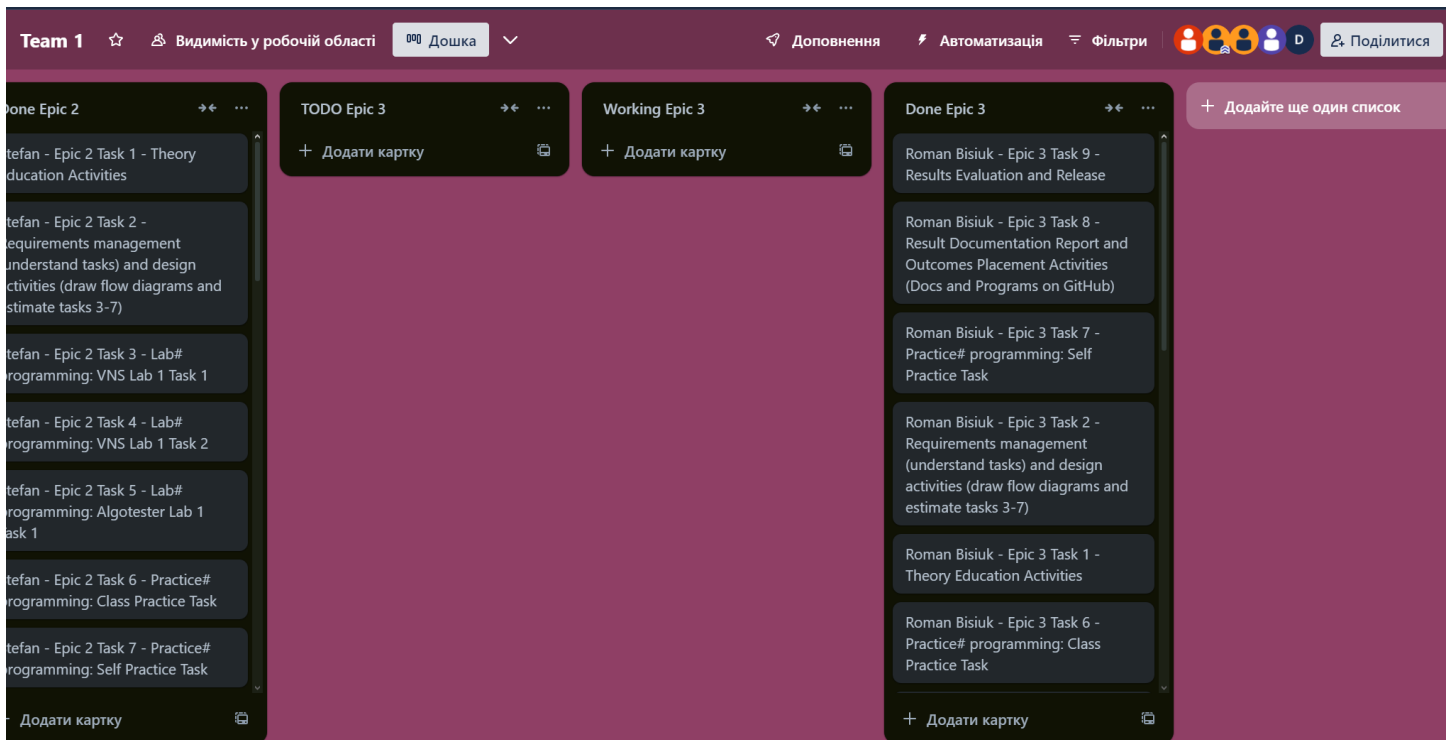 Team 1
Видимість у робочій області
Дошка
Доповнення
Автоматизація
Фільтри
D
Поділитися
Done Epic 2
tefan - Epic 2 Task 1 - Theory
ducation Activities
tefan - Epic 2 Task 2 -
equirements management
understand tasks) and design
ctivities (draw flow diagrams and
stimate tasks 3-7)
tefan - Epic 2 Task 3 - Lab#
rogramming: VNS Lab 1 Task 1
tefan - Epic 2 Task 4 - Lab#
rogramming: VNS Lab 1 Task 2
tefan - Epic 2 Task 5 - Lab#
rogramming: Algotester Lab 1
ask 1
tefan - Epic 2 Task 6 - Practice#
rogramming: Class Practice Task
tefan - Epic 2 Task 7 - Practice#
rogramming: Self Practice Task
Додати картку
TODO Epic 3
+ Додати картку
Working Epic 3
+ Додати картку
Done Epic 3
Roman Bisiuk - Epic 3 Task 9 -
Results Evaluation and Release
Roman Bisiuk - Epic 3 Task 8 -
Result Documentation Report and
Outcomes Placement Activities
(Docs and Programs on GitHub)
Roman Bisiuk - Epic 3 Task 7 -
Practice# programming: Self
Practice Task
Roman Bisiuk - Epic 3 Task 2 -
Requirements management
(understand tasks) and design
activities (draw flow diagrams and
estimate tasks 3-7)
Roman Bisiuk - Epic 3 Task 1 -
Theory Education Activities
Roman Bisiuk - Epic 3 Task 6 -
Practice# programming: Class
Practice Task
+ Додати картку
+ Додайте ще один список